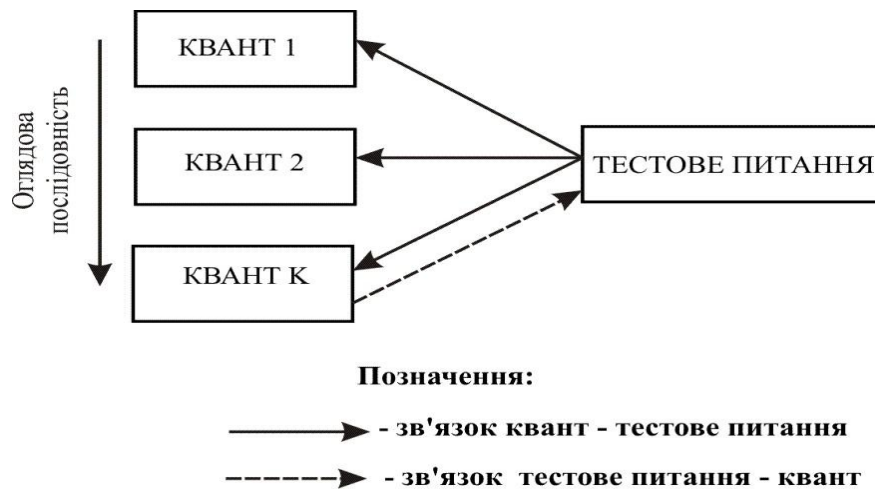 Оглядова
послідовність
КВАНТ 1
КВАНТ 2
КВАНТ К
ТЕСТОВЕ ПИТАННЯ
Позначення:
- зв'язок квант - тестове питання
- зв'язок тестове питання - квант